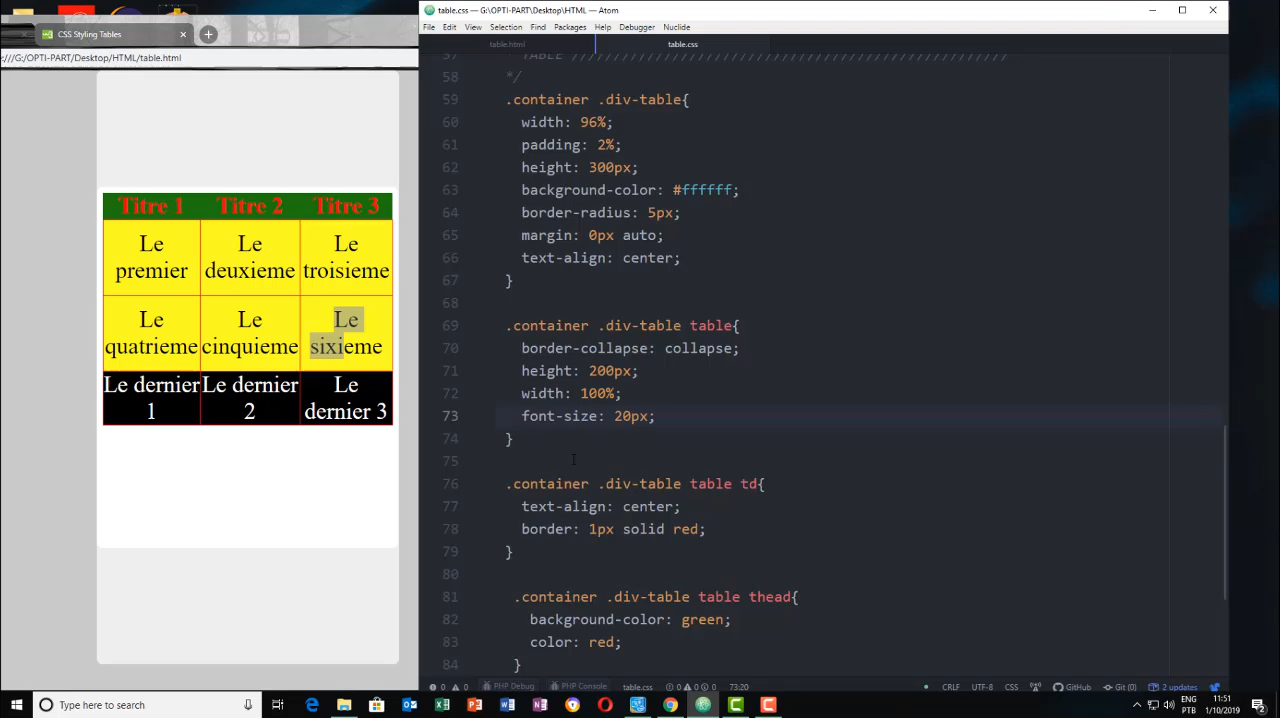 table.css — G:\OPTI-PART\Desktop\HTML — Atom
CSS Styling Tables
File Edit View Selection Find Packages Help Debugger Nuclide
table.html table.css
:///G:/OPTI-PART/Desktop/HTML/table.html
57 TABLE ////////////////////////////////////////////////////
58 */
59 .container .div-table{
60 width: 96%;
61 padding: 2%;
62 height: 300px;
63 background-color: #ffffff;
64 border-radius: 5px;
65 margin: 0px auto;
66 text-align: center;
67 }
68
69 .container .div-table table{
70 border-collapse: collapse;
71 height: 200px;
72 width: 100%;
73 font-size: 20px;
74 }
75
76 .container .div-table table td{
77 text-align: center;
78 border: 1px solid red;
79 }
80
81 .container .div-table table thead{
82 background-color: green;
83 color: red;
84 }
Titre 1 Titre 2 Titre 3
Le premier
Le deuxieme
Le troisieme
Le quatrieme
Le cinquieme
Le sixieme
Le dernier 1
Le dernier 2
Le dernier 3
0 0 PHP Debug PHP Console table.css 0 0 0 73:20 CRLF UTF-8 CSS GitHub Git (0) 2 updates
Type here to search
ENG 11:51
PTB 1/10/2019 2